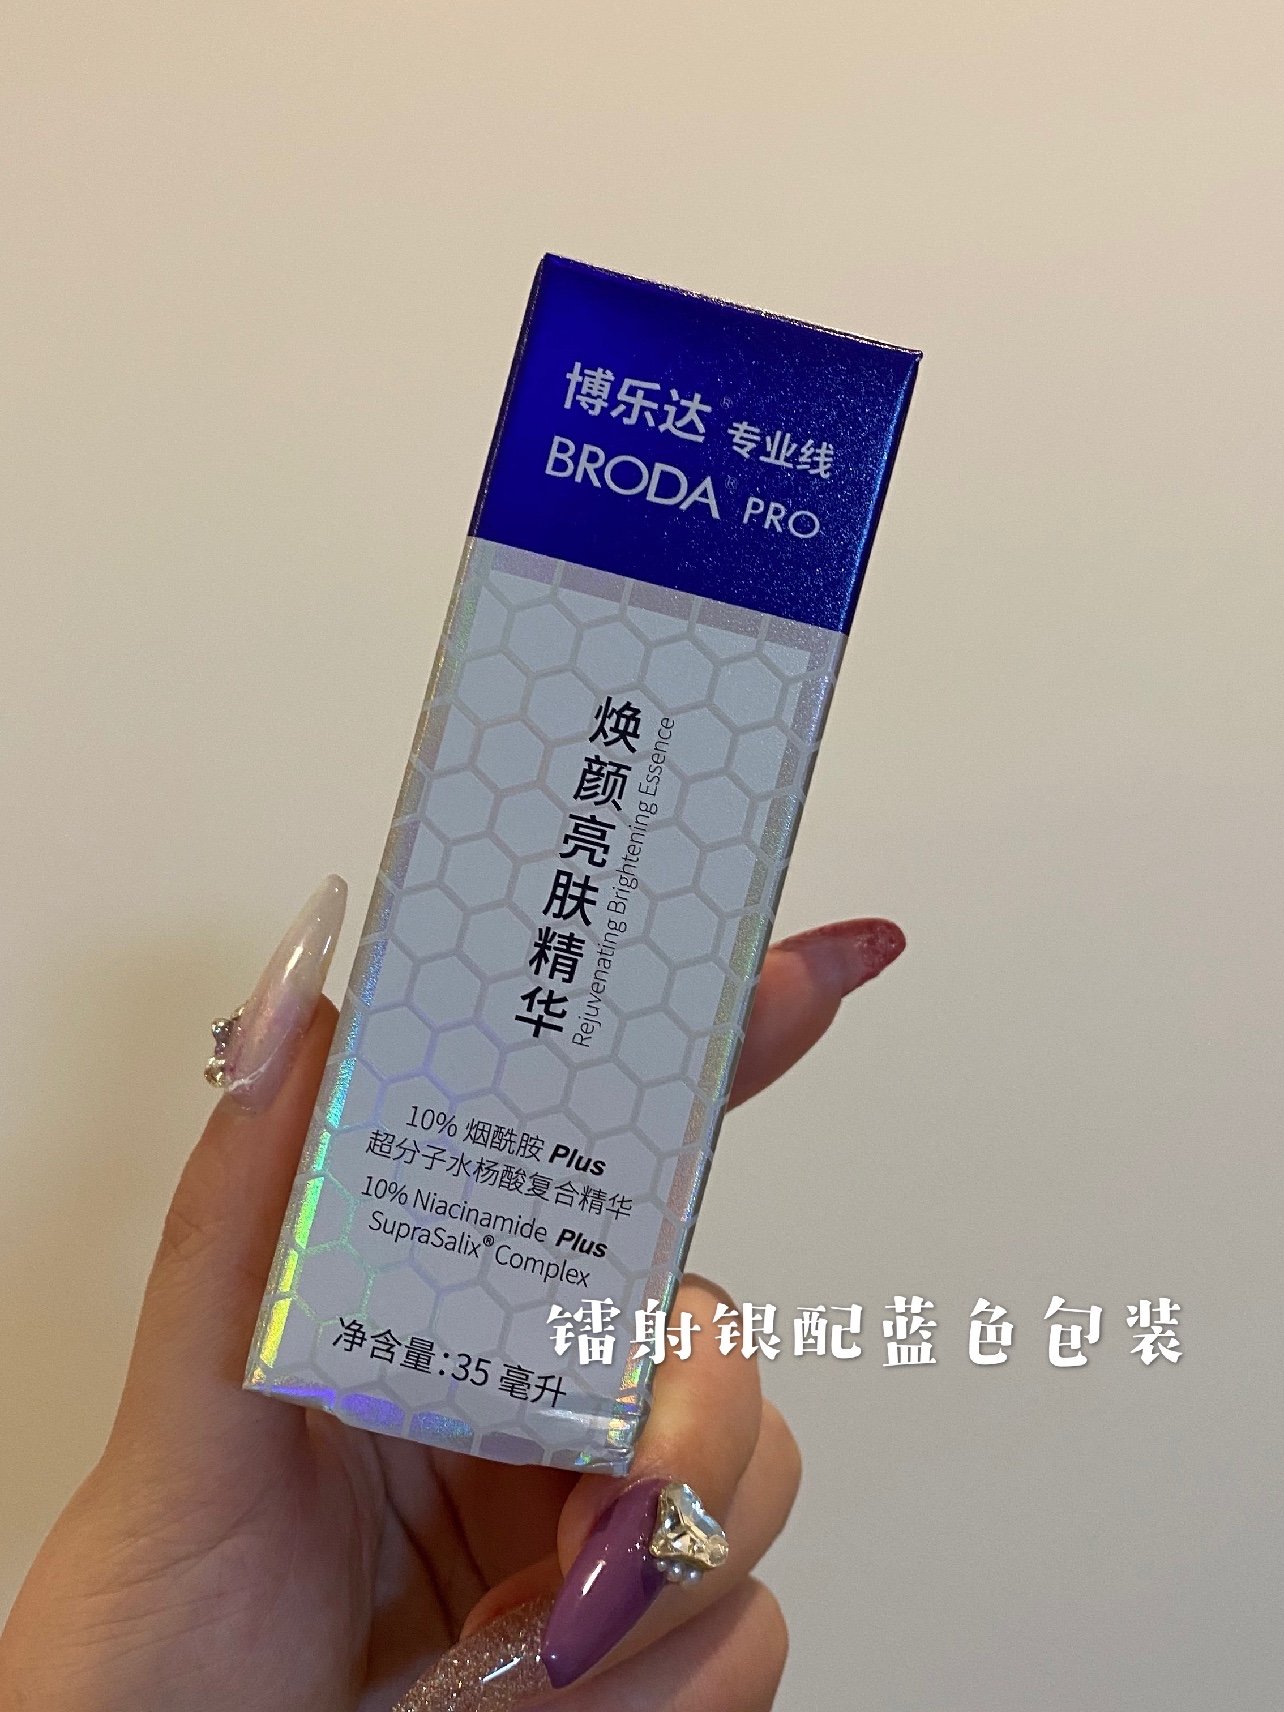 博乐达® 专业线
BRODA® PRO
焕颜亮肤精华
Rejuvenating Brightening Essence
10% 烟酰胺 Plus
超分子水杨酸复合精华
10% Niacinamide Plus
SupraSalix® Complex
净含量:35 毫升
镭射银配蓝色包装